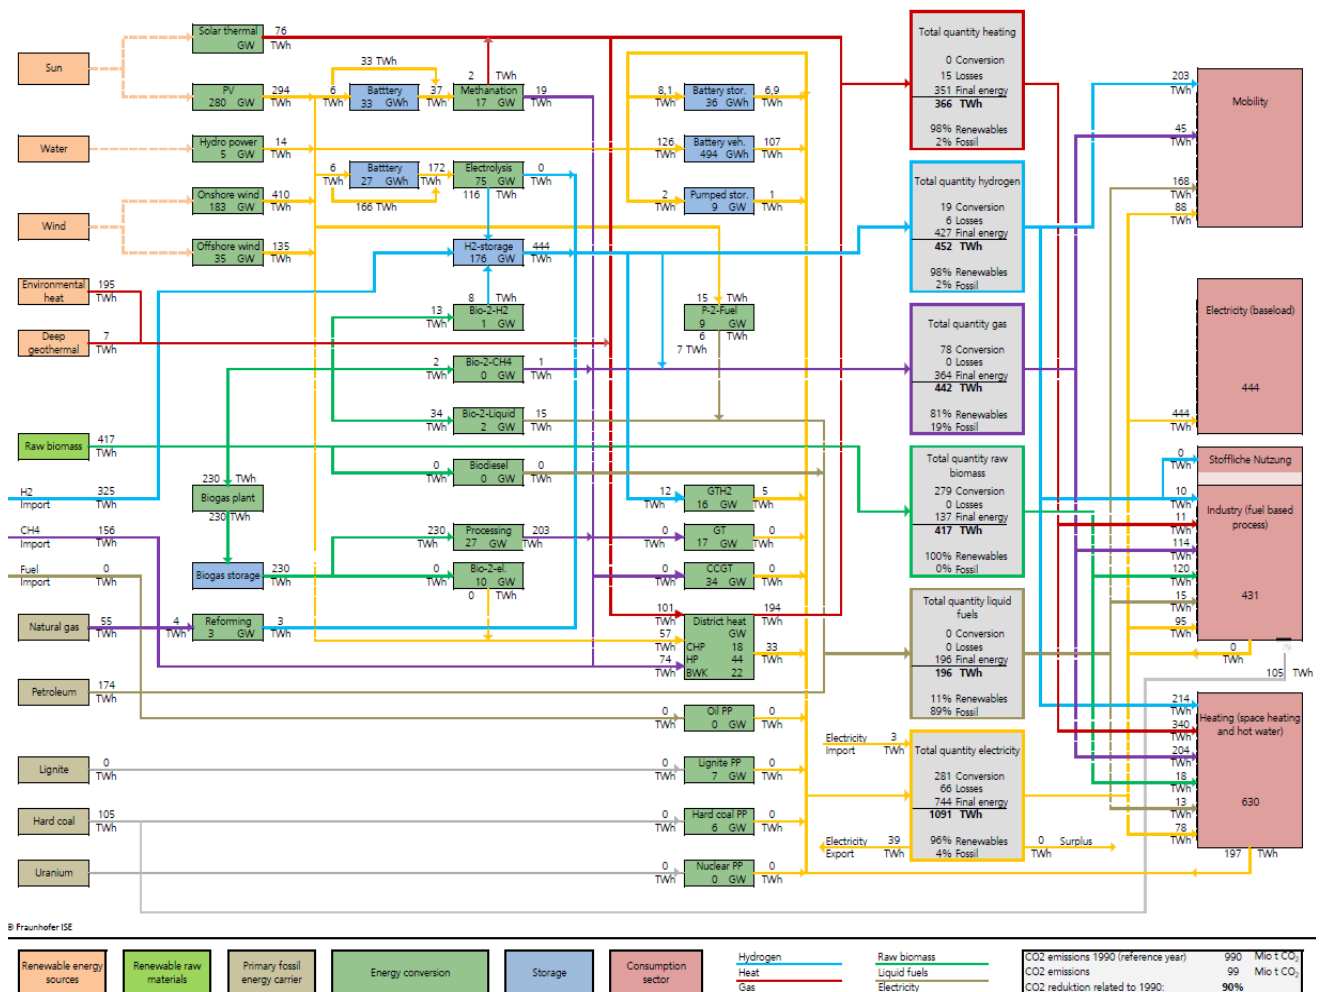 Sun
Water
Wind
Environmental
heat
195
TWh
Deep
geothermal
7
TWh
Raw biomass
417
TWh
H2
Import
325
TWh
CH4
Import
156
TWh
Fuel
Import
0
TWh
Natural gas
55
TWh
Petroleum
174
TWh
Lignite
0
TWh
Hard coal
105
TWh
Uranium
0
TWh
Solar thermal
GW
76
TWh
PV
280 GW
294
TWh
Hydro power
5 GW
14
TWh
Onshore wind
183 GW
410
TWh
Offshore wind
35 GW
135
TWh
230 TWh
Biogas plant
230 TWh
Biogas storage
230
TWh
4
TWh
Reforming
3 GW
3
TWh
33 TWh
6
TWh
Batttery
33 GWh
37
TWh
2 TWh
Methanation
17 GW
19
TWh
6
TWh
Batttery
27 GWh
172
TWh
166 TWh
Electrolysis
75 GW
0
TWh
116 TWh
H2-storage
176 GW
444
TWh
8 TWh
13
TWh
Bio-2-H2
1 GW
2
TWh
Bio-2-CH4
0 GW
1
TWh
34
TWh
Bio-2-Liquid
2 GW
15
TWh
0
TWh
Biodiesel
0 GW
0
TWh
230
TWh
Processing
27 GW
203
TWh
0
TWh
Bio-2-el.
10 GW
0 TWh
8,1
TWh
Battery stor.
36 GWh
6,9
TWh
126
TWh
Battery veh.
494 GWh
107
TWh
2
TWh
Pumped stor.
9 GW
1
TWh
15 TWh
P-2-Fuel
9 GW
6
TWh
7 TWh
12
TWh
GTH2
16 GW
5
TWh
0
TWh
GT
17 GW
0
TWh
0
TWh
CCGT
34 GW
0
TWh
101
TWh
57
TWh
74
TWh
District heat
GW
CHP 18
HP 44
BWK 22
194
TWh
33
TWh
0
TWh
Oil PP
0 GW
0
TWh
0
TWh
Lignite PP
7 GW
0
TWh
0
TWh
Hard coal PP
6 GW
0
TWh
0
TWh
Nuclear PP
0 GW
0
TWh
Total quantity heating
0 Conversion
15 Losses
351 Final energy
366 TWh
98% Renewables
2% Fossil
Total quantity hydrogen
19 Conversion
6 Losses
427 Final energy
452 TWh
98% Renewables
2% Fossil
Total quantity gas
78 Conversion
0 Losses
364 Final energy
442 TWh
81% Renewables
19% Fossil
Total quantity raw
biomass
279 Conversion
0 Losses
137 Final energy
417 TWh
100% Renewables
0% Fossil
Total quantity liquid
fuels
0 Conversion
0 Losses
196 Final energy
196 TWh
11% Renewables
89% Fossil
Electricity
Import
3
TWh
Total quantity electricity
281 Conversion
66 Losses
744 Final energy
1091 TWh
96% Renewables
4% Fossil
Electricity
Export
39
TWh
0
TWh
Surplus
203
TWh
45
TWh
168
TWh
88
TWh
Mobility
444
TWh
Electricity (baseload)
444
0
TWh
Stoffliche Nutzung
10
TWh
11
TWh
114
TWh
120
TWh
15
TWh
95
TWh
Industry (fuel based
process)
431
0
TWh
105 TWh
214
TWh
340
TWh
204
TWh
18
TWh
13
TWh
78
TWh
Heating (space heating
and hot water)
630
197 TWh
© Fraunhofer ISE
Renewable energy
sources
Renewable raw
materials
Primary fossil
energy carrier
Energy conversion
Storage
Consumption
sector
Hydrogen
Heat
Gas
Raw biomass
Liquid fuels
Electricity
CO2 emissions 1990 (reference year) 990 Mio t CO2
CO2 emissions 99 Mio t CO2
CO2 reduktion related to 1990: 90%